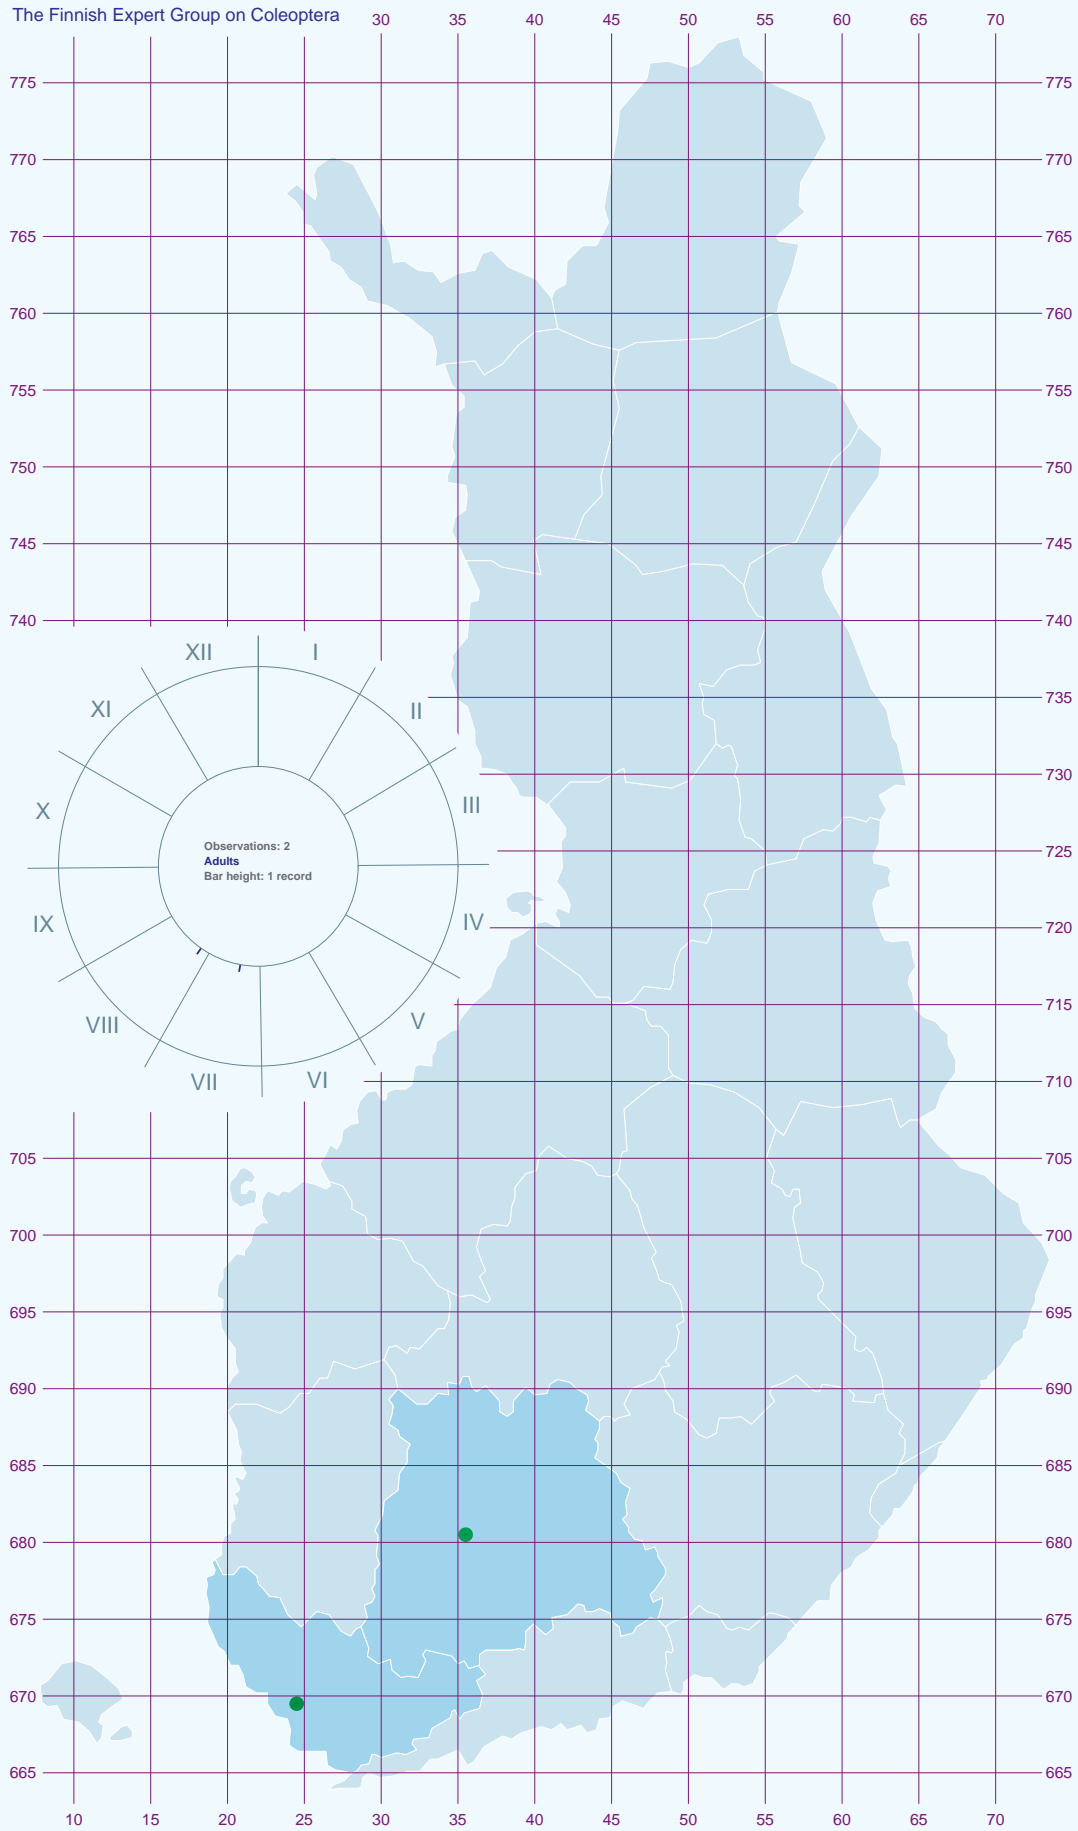 The Finnish Expert Group on Coleoptera
30 35 40 45 50 55 60 65 70
775 775
770 770
765 765
760 760
755 755
750 750
745 745
740 740
XII I
XI II
735
730
X III
725
Observations: 2
Adults
Bar height: 1 record
IX IV
720
715
VIII V
VII VI
710
705 705
700 700
695 695
690 690
685 685
680 680
675 675
670 670
665 665
10 15 20 25 30 35 40 45 50 55 60 65 70